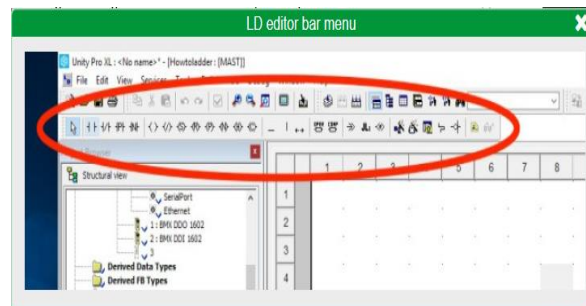 LD editor bar menu
Unity Pro XL : <No name>* - [Howtoladder : [MAST]]
File Edit View Services
Structural view
1 2 3 5 6 7 8
SerialPort
Ethernet
1 : BMX DDO 1602
2 : BMX DDI 1602
3
Derived Data Types
Derived FB Types
1
2
3
4